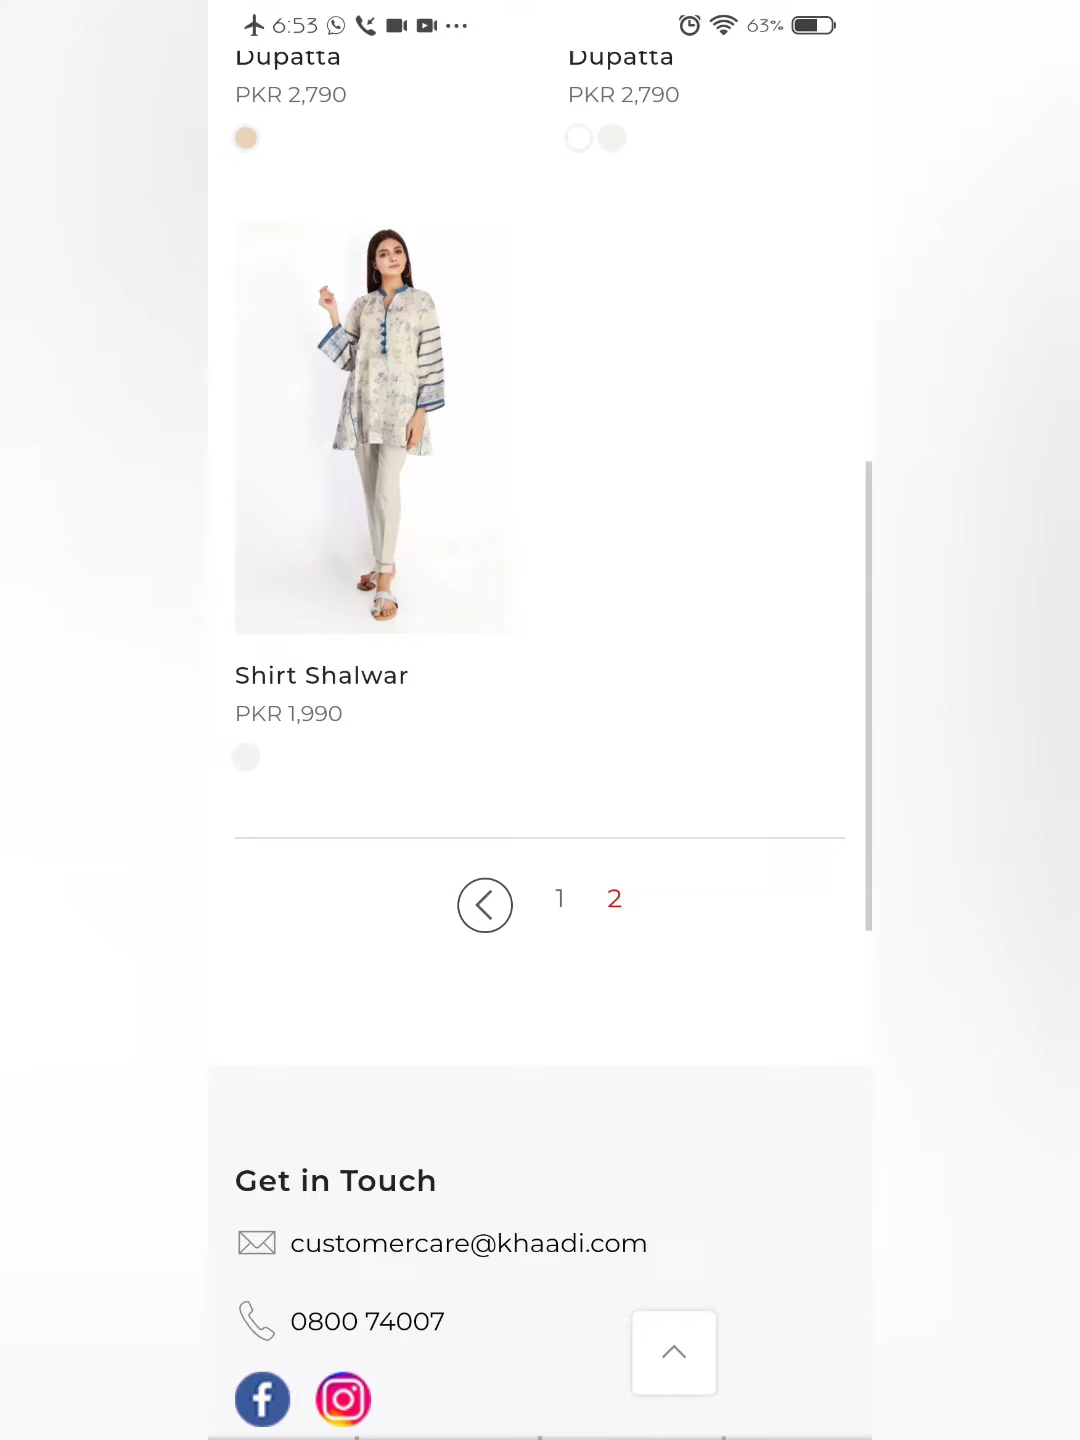 6:53
63%
Dupatta
Dupatta
PKR 2,790
PKR 2,790
Shirt Shalwar
PKR 1,990
1 2
Get in Touch
customercare@khaadi.com
0800 74007